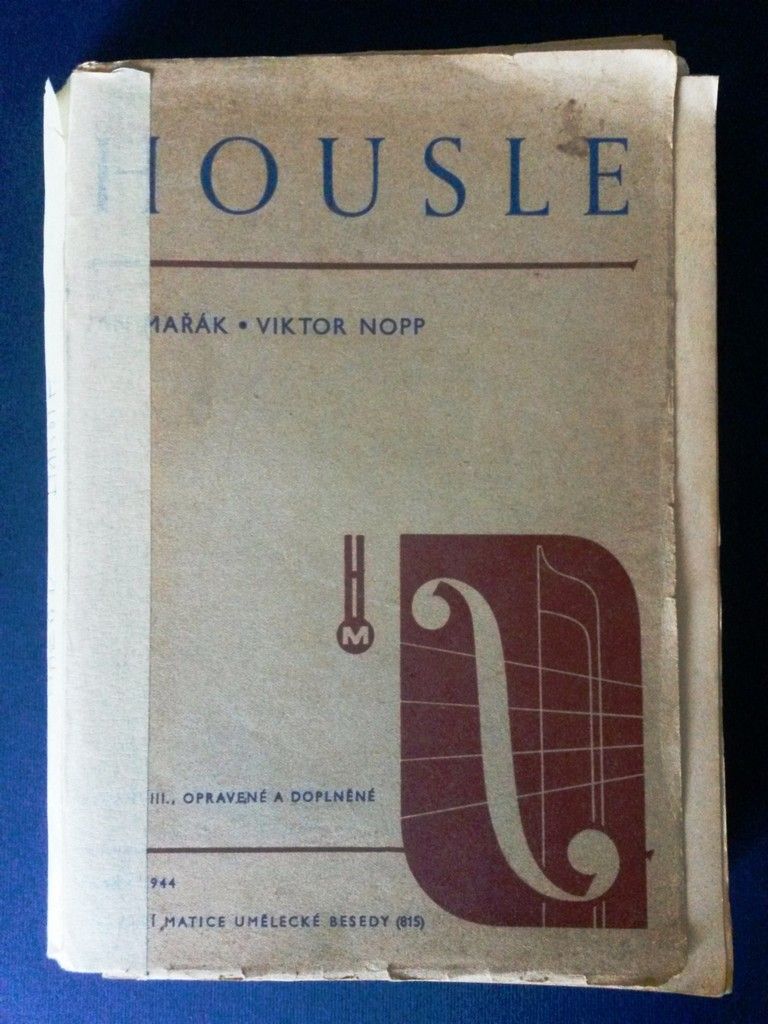 HOUSLE
MAŘÁK • VIKTOR NOPP
H
M
III., OPRAVENÉ A DOPLNĚNÉ
944
MATICE UMĚLECKÉ BESEDY (815)